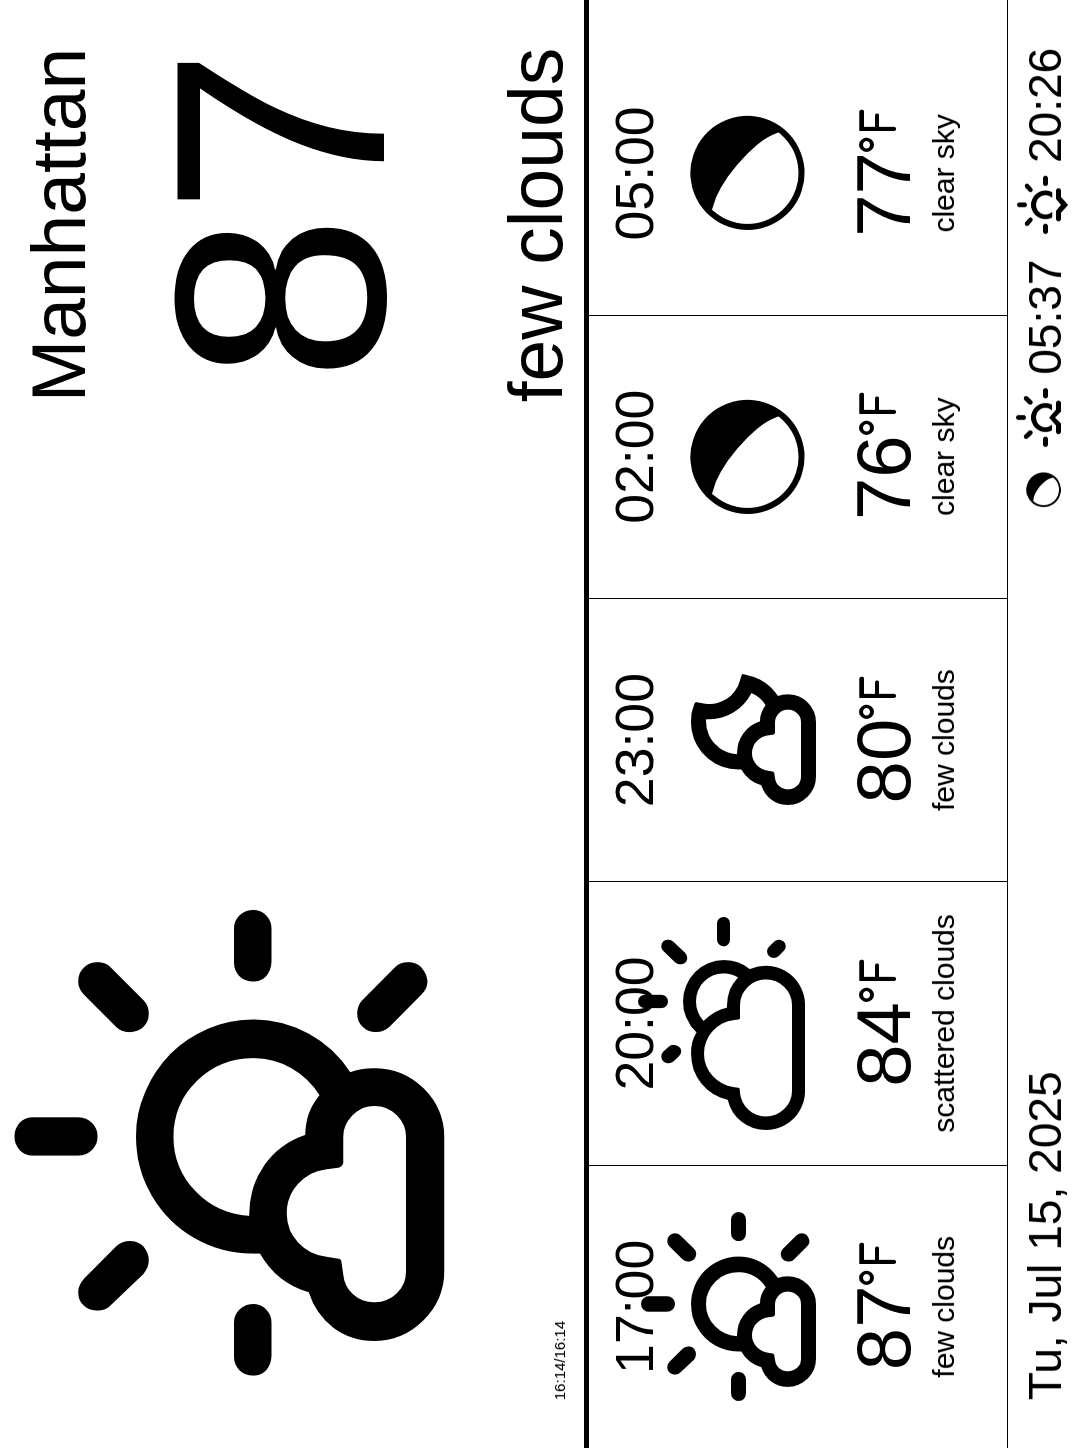 Manhattan
87
few clouds
16:14/16:14
17:00
20:00
23:00
02:00
05:00
87°F
84°F
80°F
76°F
77°F
few clouds
scattered clouds
few clouds
clear sky
clear sky
Tu, Jul 15, 2025
05:37
20:26